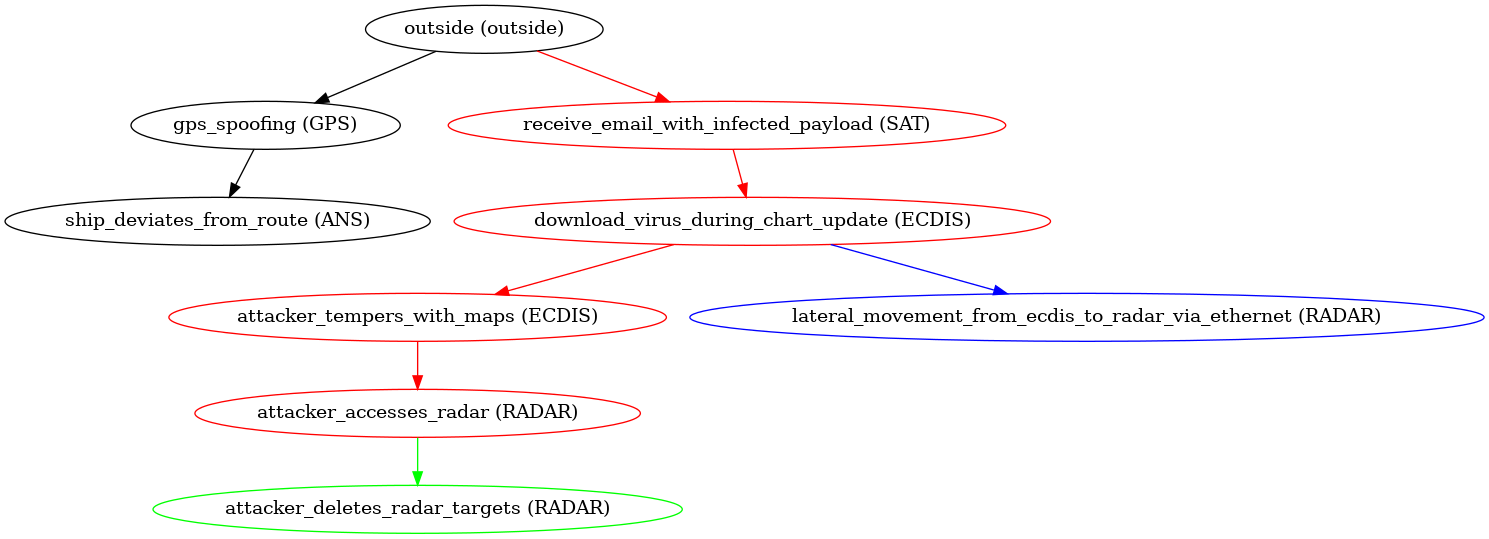 outside (outside)
gps_spoofing (GPS)
receive_email_with_infected_payload (SAT)
ship_deviates_from_route (ANS)
download_virus_during_chart_update (ECDIS)
attacker_tempers_with_maps (ECDIS)
lateral_movement_from_ecdis_to_radar_via_ethernet (RADAR)
attacker_accesses_radar (RADAR)
attacker_deletes_radar_targets (RADAR)